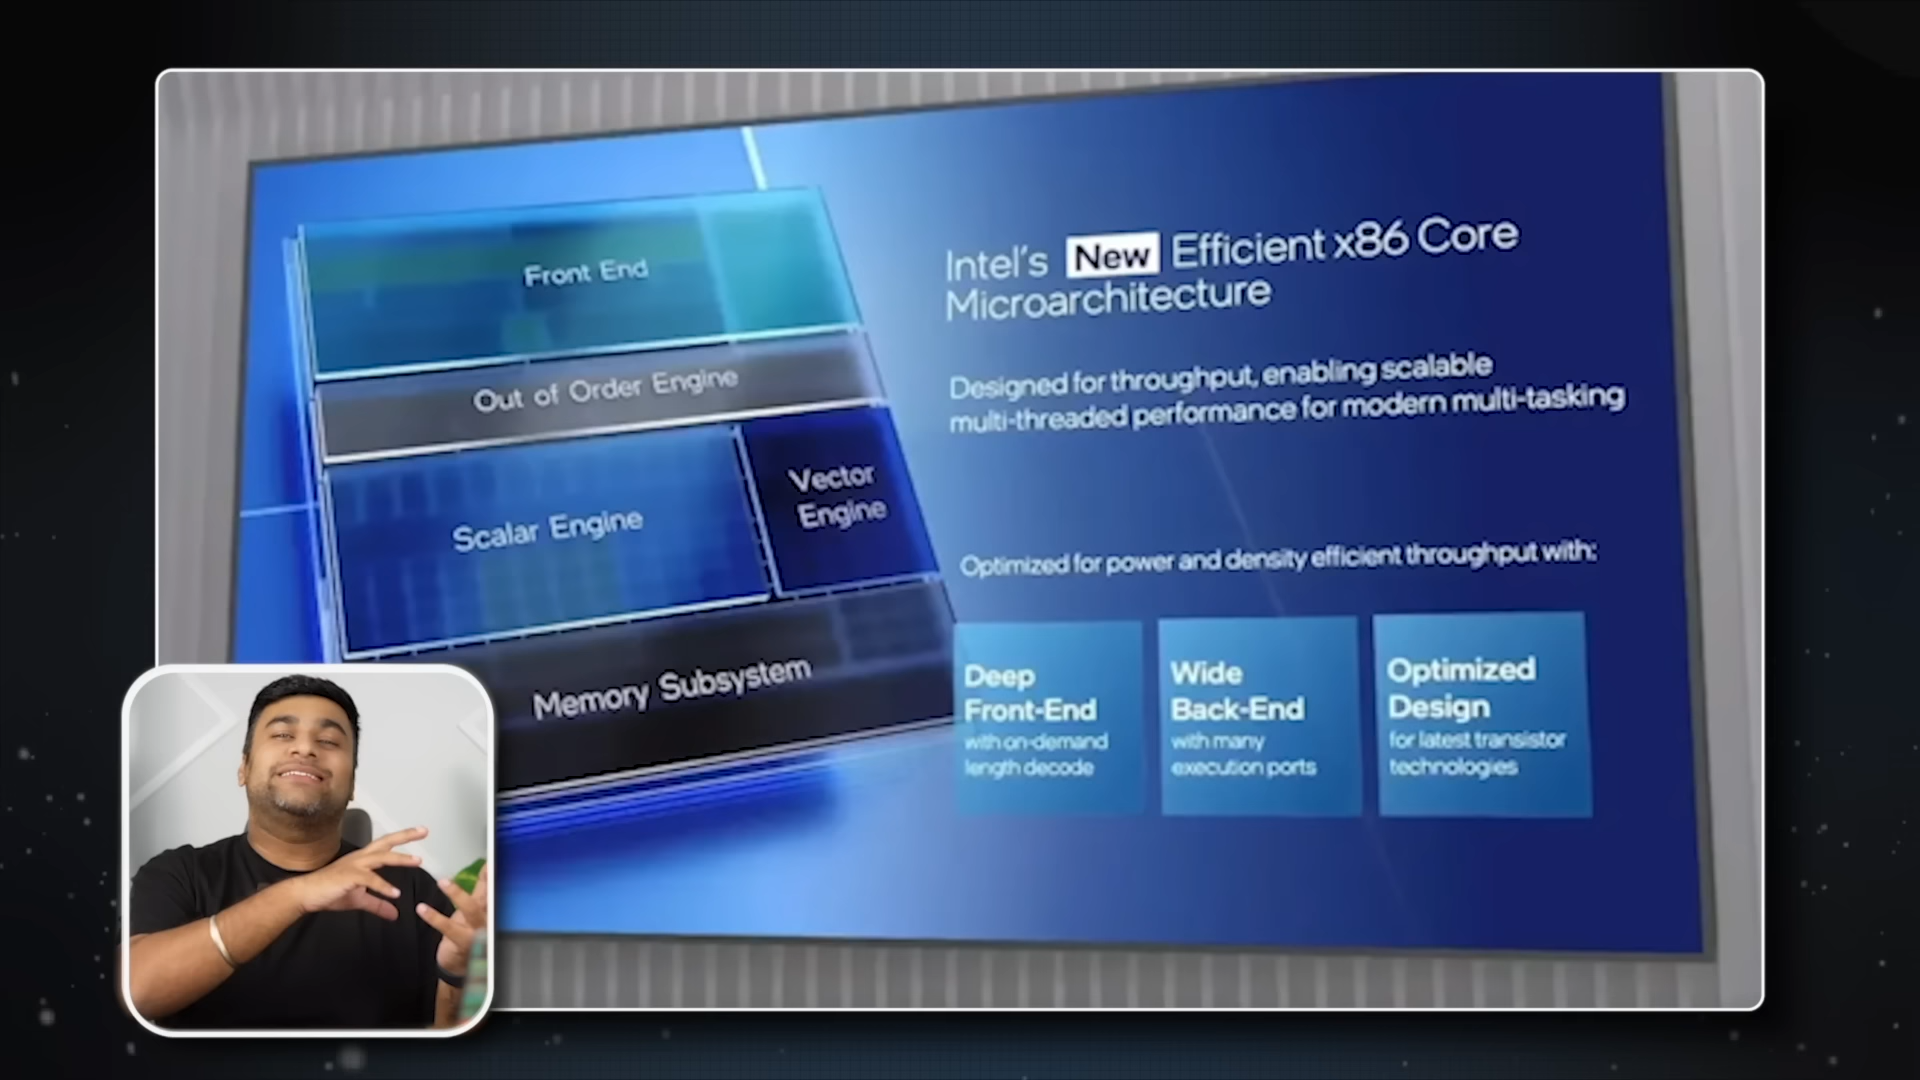 Front End
Out of Order Engine
Scalar Engine
Vector
Engine
Memory Subsystem
Intel's New Efficient x86 Core
Microarchitecture
Designed for throughput, enabling scalable
multi-threaded performance for modern multi-tasking
Optimized for power and density efficient throughput with:
Deep
Front-End
with on-demand
length decode
Wide
Back-End
with many
execution ports
Optimized
Design
for latest transistor
technologies